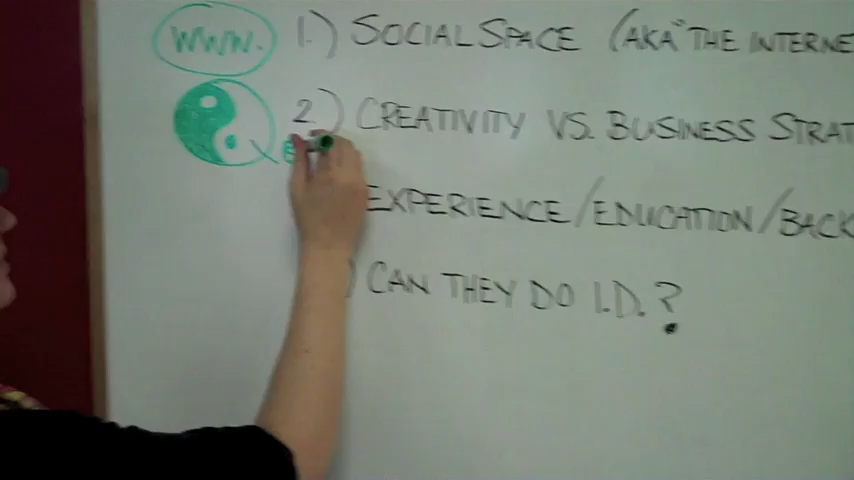 WWW. 1.) SOCIAL SPACE (AKA "THE INTERNE
2) CREATIVITY VS. BUSINESS STRAT
EXPERIENCE/EDUCATION/BACK
) CAN THEY DO I.D.?